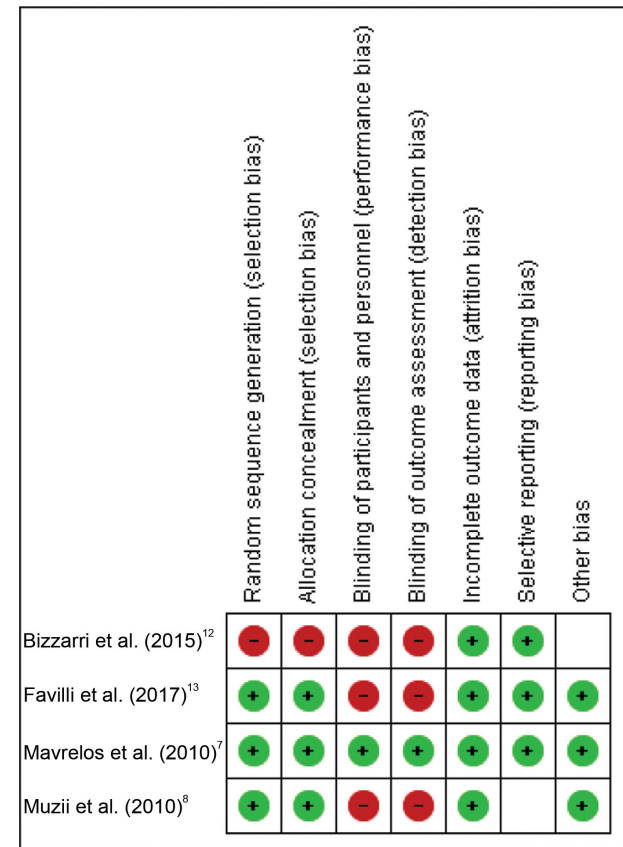 Random sequence generation (selection bias)
Allocation concealment (selection bias)
Blinding of participants and personnel (performance bias)
Blinding of outcome assessment (detection bias)
Incomplete outcome data (attrition bias)
Selective reporting (reporting bias)
Other bias
Bizzarri et al. (2015)¹² - - - - + +
Favilli et al. (2017)¹³ + + - - + + +
Mavrelos et al. (2010)⁷ + + + + + + +
Muzii et al. (2010)⁸ + + - - + +